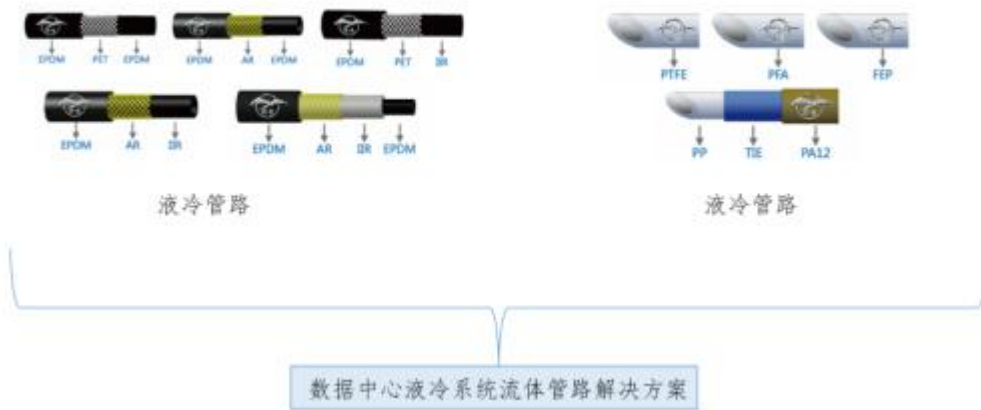 EPDM PET EPDM
EPDM AR EPDM
EPDM PET IIR
EPDM AR IIR
EPDM AR IIR EPDM
液冷管路
PTFE
PFA
FEP
PP TIE PA12
液冷管路
数据中心液冷系统流体管路解决方案